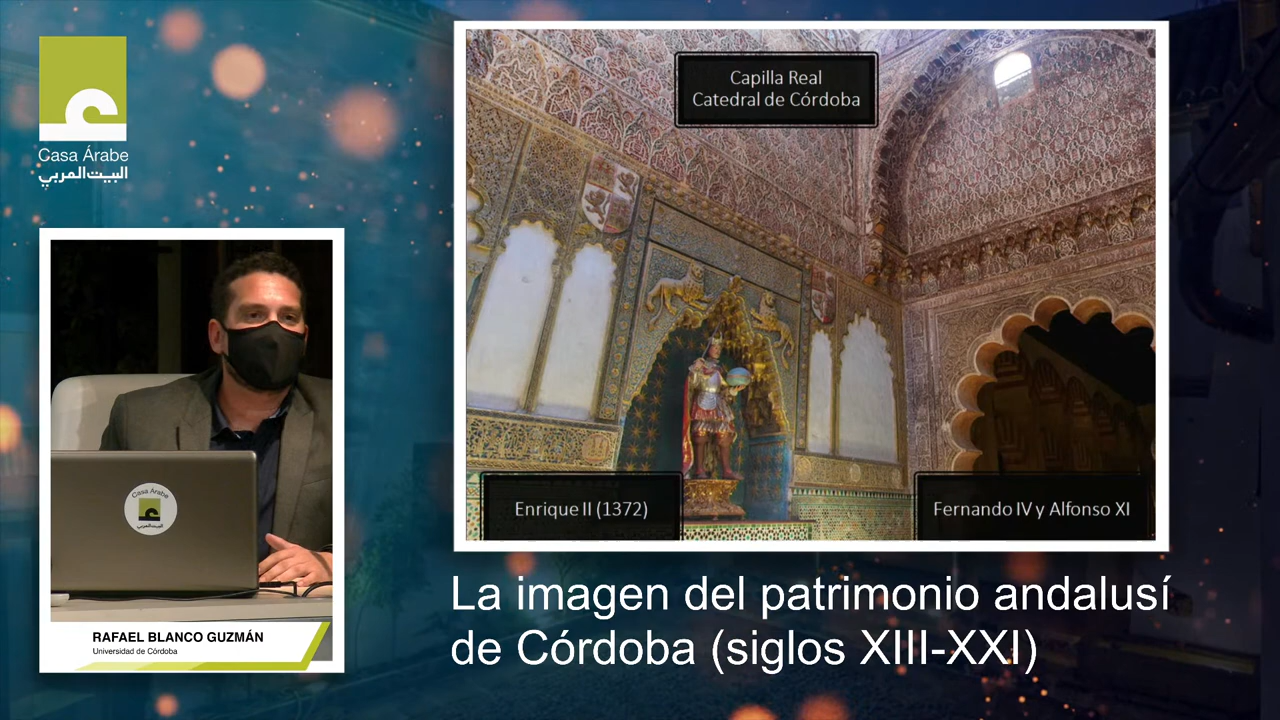 Casa Árabe
البيت العربي
Capilla Real
Catedral de Córdoba
Enrique II (1372)
Fernando IV y Alfonso XI
Casa Árabe
البيت العربي
RAFAEL BLANCO GUZMÁN
Universidad de Córdoba
La imagen del patrimonio andalusí
de Córdoba (siglos XIII-XXI)